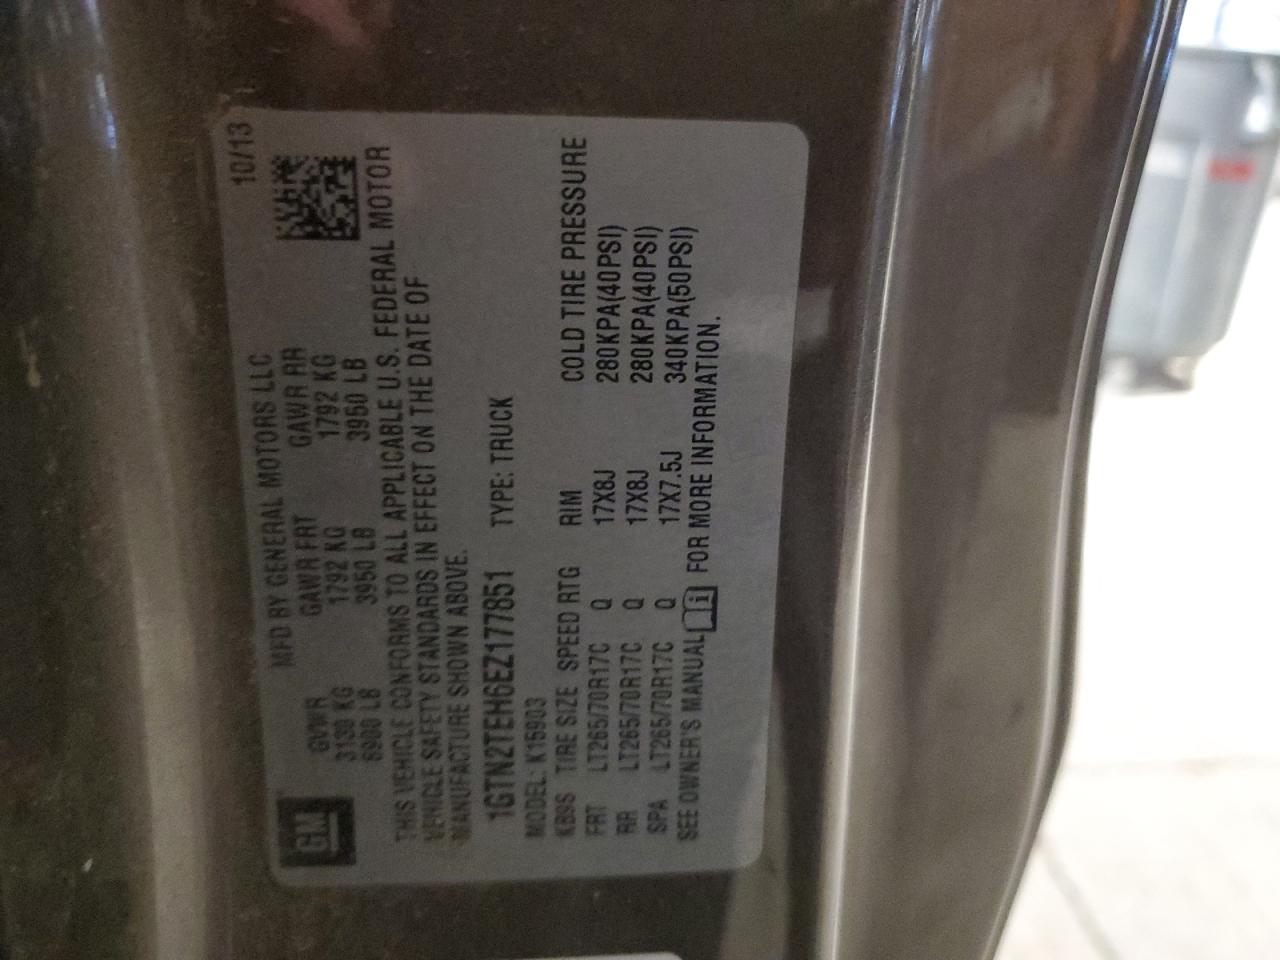 GM
10/13
MFD BY GENERAL MOTORS LLC
GVWR GAWR FRT GAWR RR
3130 KG 1792 KG 1792 KG
6900 LB 3950 LB 3950 LB
THIS VEHICLE CONFORMS TO ALL APPLICABLE U.S. FEDERAL MOTOR
VEHICLE SAFETY STANDARDS IN EFFECT ON THE DATE OF
MANUFACTURE SHOWN ABOVE.
1GTN2TEH6EZ177851 TYPE: TRUCK
MODEL: K15903
KB9S TIRE SIZE SPEED RTG RIM COLD TIRE PRESSURE
FRT LT265/70R17C Q 17X8J 280KPA(40PSI)
RR LT265/70R17C Q 17X8J 280KPA(40PSI)
SPA LT265/70R17C Q 17X7.5J 340KPA(50PSI)
SEE OWNER'S MANUAL i FOR MORE INFORMATION.